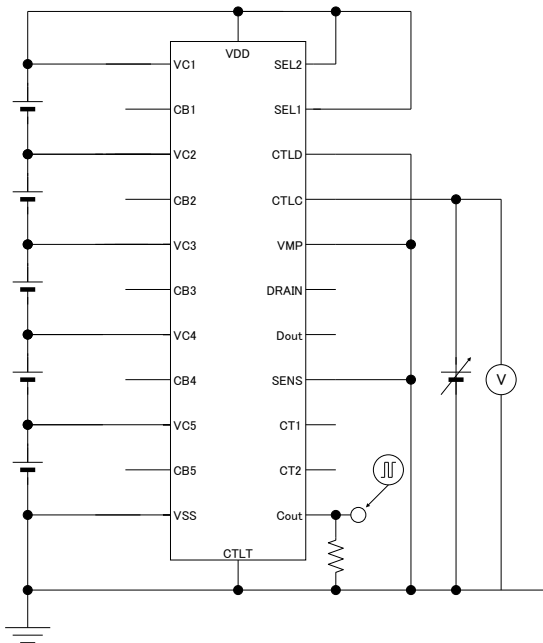 VDD
VC1
SEL2
CB1
SEL1
VC2
CTLD
CB2
CTLC
VC3
VMP
CB3
DRAIN
VC4
Dout
CB4
SENS
VC5
CT1
CB5
CT2
VSS
Cout
CTLT
V